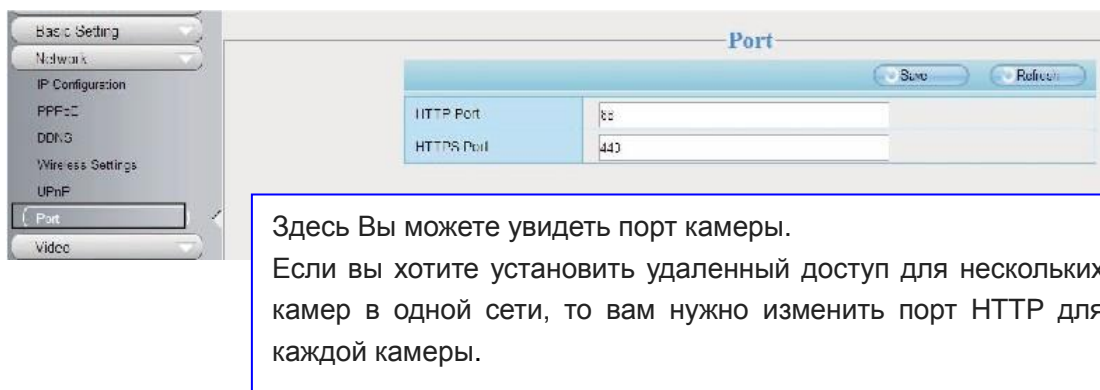 Basic Setting
Network
IP Configuration
DDNS
Wireless Settings
UPnP
Port
Video
Port
Save
Refresh
HTTP Port
HTTPS Port
Здесь Вы можете увидеть порт камеры.
Если вы хотите установить удаленный доступ для нескольких
камер в одной сети, то вам нужно изменить порт HTTP для
каждой камеры.